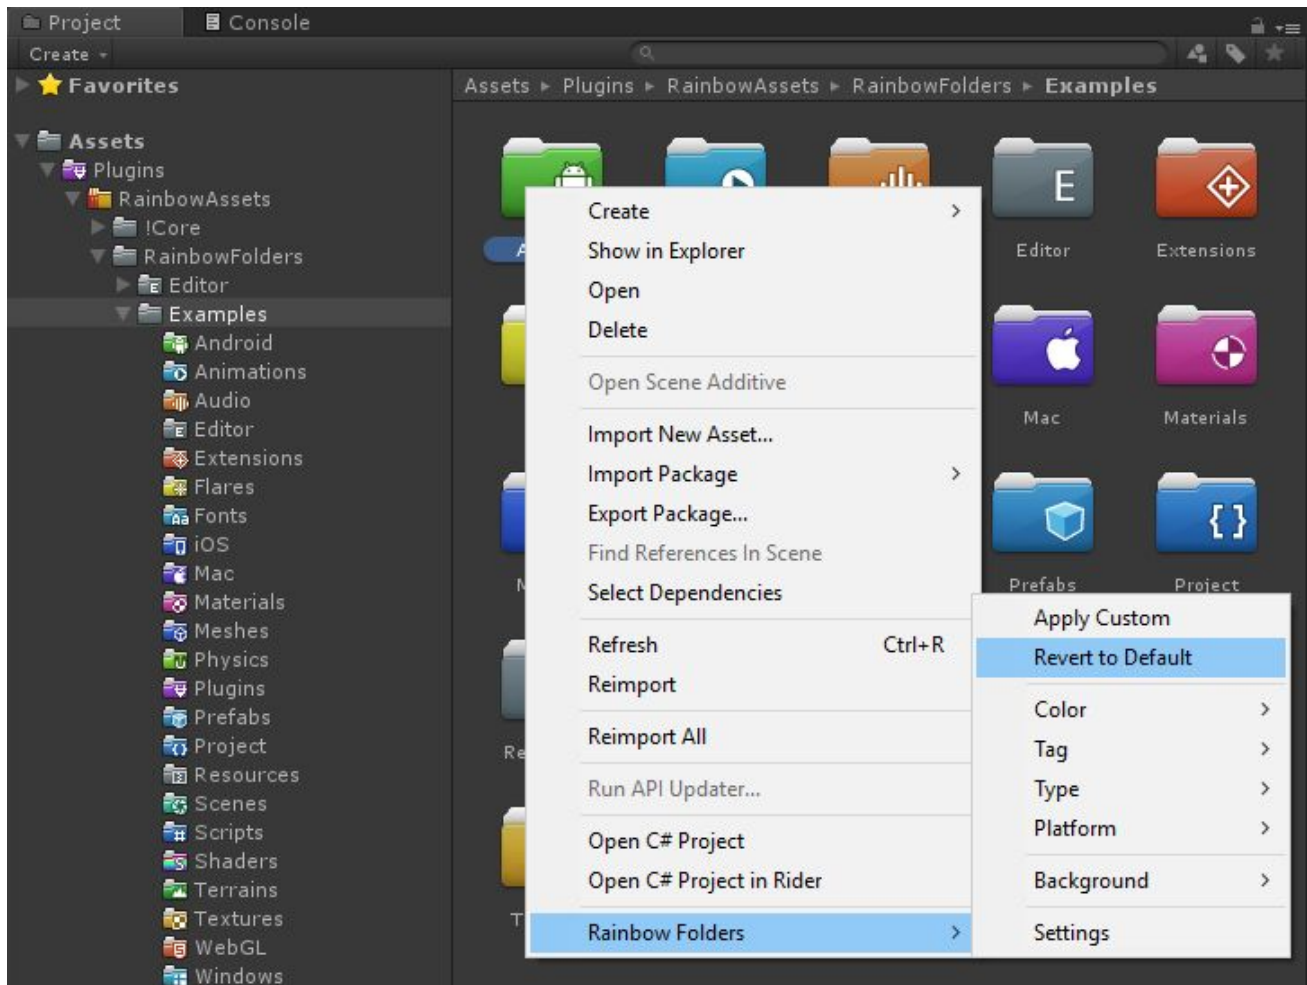 Project
Console
Create
Favorites
Assets
Plugins
RainbowAssets
!Core
RainbowFolders
Editor
Examples
Android
Animations
Audio
Editor
Extensions
Flares
Fonts
iOS
Mac
Materials
Meshes
Physics
Plugins
Prefabs
Project
Resources
Scenes
Scripts
Shaders
Terrains
Textures
WebGL
Windows
Assets Plugins RainbowAssets RainbowFolders Examples
E
Editor
Extensions
Mac
Materials
{}
Prefabs
Project
Create
Show in Explorer
Open
Delete
Open Scene Additive
Import New Asset...
Import Package
Export Package...
Find References In Scene
Select Dependencies
Refresh Ctrl+R
Reimport
Reimport All
Run API Updater...
Open C# Project
Open C# Project in Rider
Rainbow Folders
Apply Custom
Revert to Default
Color
Tag
Type
Platform
Background
Settings